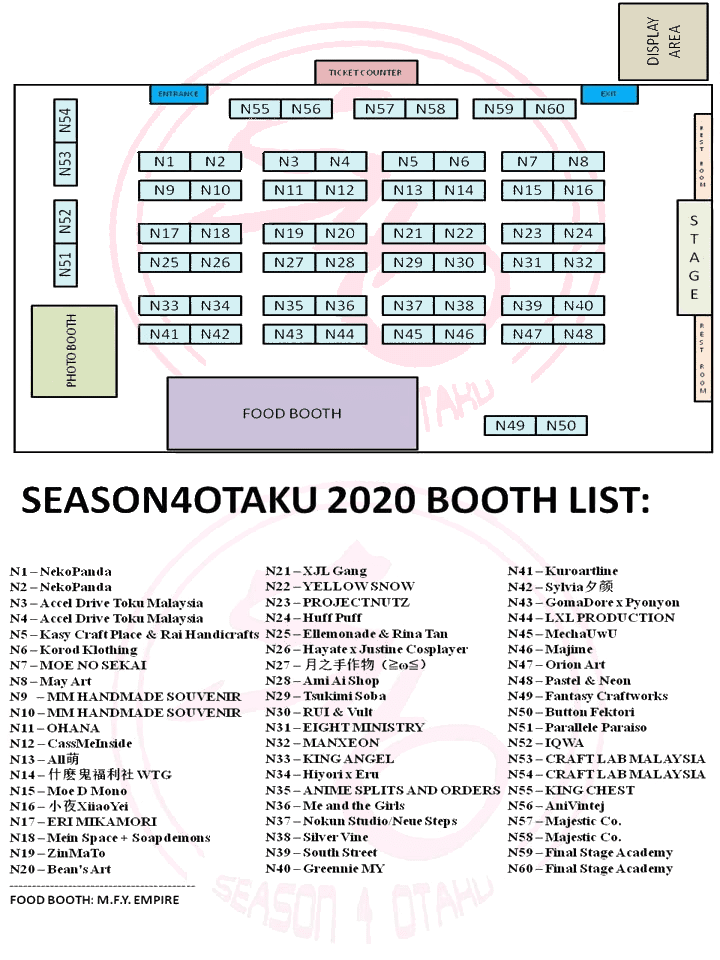 DISPLAY AREA
TICKET COUNTER
ENTRANCE
EXIT
N55 N56 N57 N58 N59 N60
N54
N53
N52
N51
N1 N2 N3 N4 N5 N6 N7 N8
N9 N10 N11 N12 N13 N14 N15 N16
N17 N18 N19 N20 N21 N22 N23 N24
N25 N26 N27 N28 N29 N30 N31 N32
N33 N34 N35 N36 N37 N38 N39 N40
N41 N42 N43 N44 N45 N46 N47 N48
REST ROOM
STAGE
REST ROOM
PHOTO BOOTH
FOOD BOOTH
N49 N50
OTAKU
SEASON4OTAKU 2020 BOOTH LIST:
N1 – NekoPanda
N2 – NekoPanda
N3 – Accel Drive Toku Malaysia
N4 – Accel Drive Toku Malaysia
N5 – Kasy Craft Place & Rai Handicrafts
N6 – Korod Klothing
N7 – MOE NO SEKAI
N8 – May Art
N9 – MM HANDMADE SOUVENIR
N10 – MM HANDMADE SOUVENIR
N11 – OHANA
N12 – CassMeInside
N13 – All萌
N14 – 什麽鬼福利社 WTG
N15 – Moe D Mono
N16 – 小夜XiiaoYei
N17 – ERI MIKAMORI
N18 – Mein Space + Soapdemons
N19 – ZinMaTo
N20 – Bean's Art
FOOD BOOTH: M.F.Y. EMPIRE
N21 – XJL Gang
N22 – YELLOW SNOW
N23 – PROJECTNUTZ
N24 – Huff Puff
N25 – Ellemonade & Rina Tan
N26 – Hayate x Justine Cosplayer
N27 – 月之手作物（≧ω≦）
N28 – Ami Ai Shop
N29 – Tsukimi Soba
N30 – RUI & Vult
N31 – EIGHT MINISTRY
N32 – MANXEON
N33 – KING ANGEL
N34 – Hiyori x Eru
N35 – ANIME SPLITS AND ORDERS
N36 – Me and the Girls
N37 – Nokun Studio/Neue Steps
N38 – Silver Vine
N39 – South Street
N40 – Greennie MY
N41 – Kuroartline
N42 – Sylvia夕颜
N43 – GomaDore x Pyonyon
N44 – LXL PRODUCTION
N45 – MechaUwU
N46 – Majime
N47 – Orion Art
N48 – Pastel & Neon
N49 – Fantasy Craftworks
N50 – Button Fektori
N51 – Parallele Paraiso
N52 – IQWA
N53 – CRAFT LAB MALAYSIA
N54 – CRAFT LAB MALAYSIA
N55 – KING CHEST
N56 – AniVintej
N57 – Majestic Co.
N58 – Majestic Co.
N59 – Final Stage Academy
N60 – Final Stage Academy
SEASON 4 OTAKU